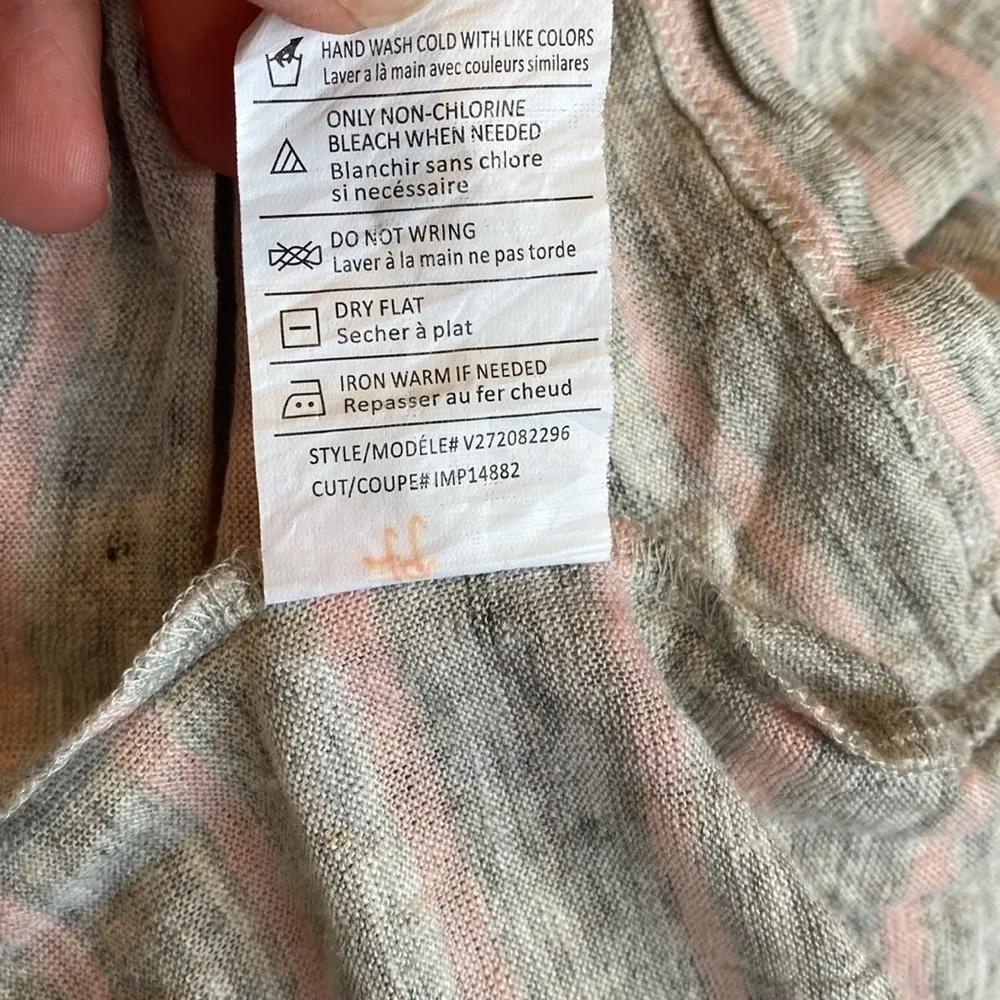 HAND WASH COLD WITH LIKE COLORS
Laver a là main avec couleurs similares
ONLY NON-CHLORINE
BLEACH WHEN NEEDED
Blanchir sans chlore
si necéssaire
DO NOT WRING
Laver à la main ne pas torde
DRY FLAT
Secher à plat
IRON WARM IF NEEDED
Repasser au fer cheud
STYLE/MODÉLE# V272082296
CUT/COUPE# IMP14882